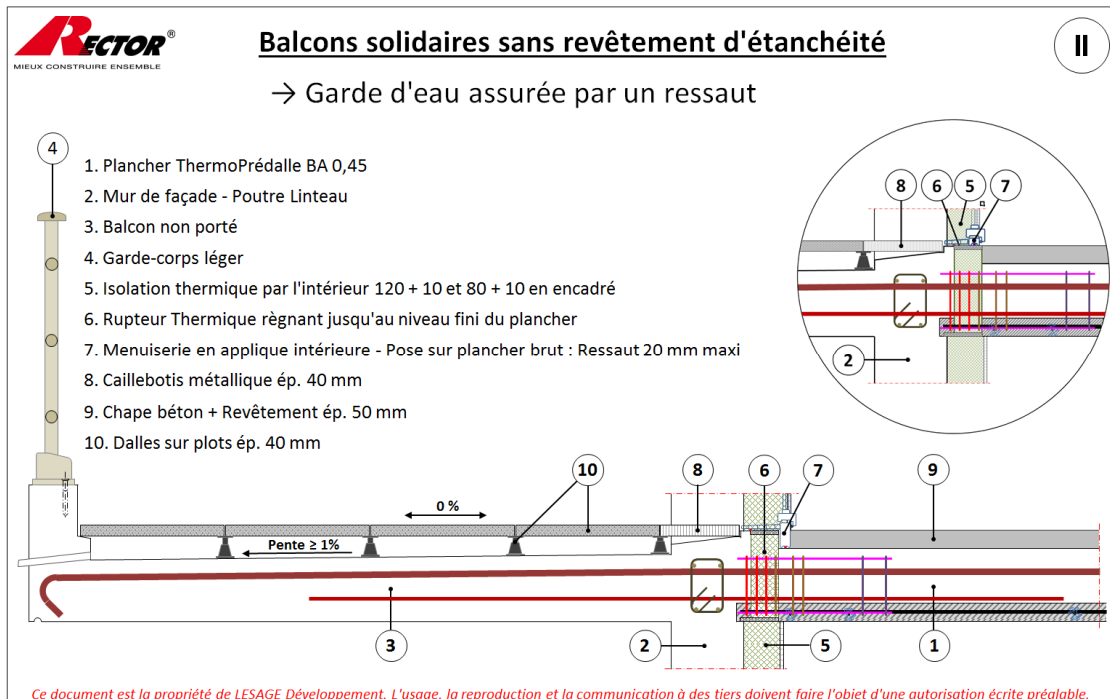 RECTOR®
MIEUX CONSTRUIRE ENSEMBLE
Balcons solidaires sans revêtement d'étanchéité
II
→ Garde d'eau assurée par un ressaut
4
1. Plancher ThermoPrédalle BA 0,45
2. Mur de façade - Poutre Linteau
3. Balcon non porté
4. Garde-corps léger
5. Isolation thermique par l'intérieur 120 + 10 et 80 + 10 en encadré
6. Rupteur Thermique règnant jusqu'au niveau fini du plancher
7. Menuiserie en applique intérieure - Pose sur plancher brut : Ressaut 20 mm maxi
8. Caillebotis métallique ép. 40 mm
9. Chape béton + Revêtement ép. 50 mm
10. Dalles sur plots ép. 40 mm
8 6 5 7
2
10 8 6 7 9
0 %
Pente ≥ 1%
3 2 5 1
Ce document est la propriété de LESAGE Développement. L'usage, la reproduction et la communication à des tiers doivent faire l'objet d'une autorisation écrite préalable.